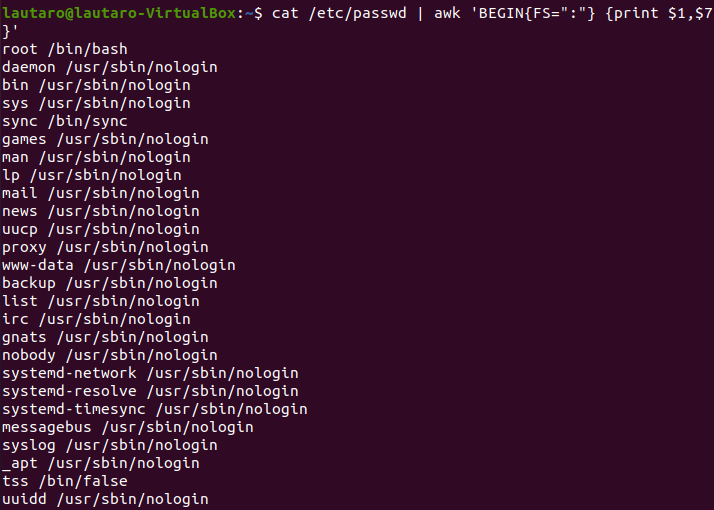 lautaro@lautaro-VirtualBox:~$ cat /etc/passwd | awk 'BEGIN{FS=":"} {print $1,$7
}'
root /bin/bash
daemon /usr/sbin/nologin
bin /usr/sbin/nologin
sys /usr/sbin/nologin
sync /bin/sync
games /usr/sbin/nologin
man /usr/sbin/nologin
lp /usr/sbin/nologin
mail /usr/sbin/nologin
news /usr/sbin/nologin
uucp /usr/sbin/nologin
proxy /usr/sbin/nologin
www-data /usr/sbin/nologin
backup /usr/sbin/nologin
list /usr/sbin/nologin
irc /usr/sbin/nologin
gnats /usr/sbin/nologin
nobody /usr/sbin/nologin
systemd-network /usr/sbin/nologin
systemd-resolve /usr/sbin/nologin
systemd-timesync /usr/sbin/nologin
messagebus /usr/sbin/nologin
syslog /usr/sbin/nologin
_apt /usr/sbin/nologin
tss /bin/false
uuidd /usr/sbin/nologin